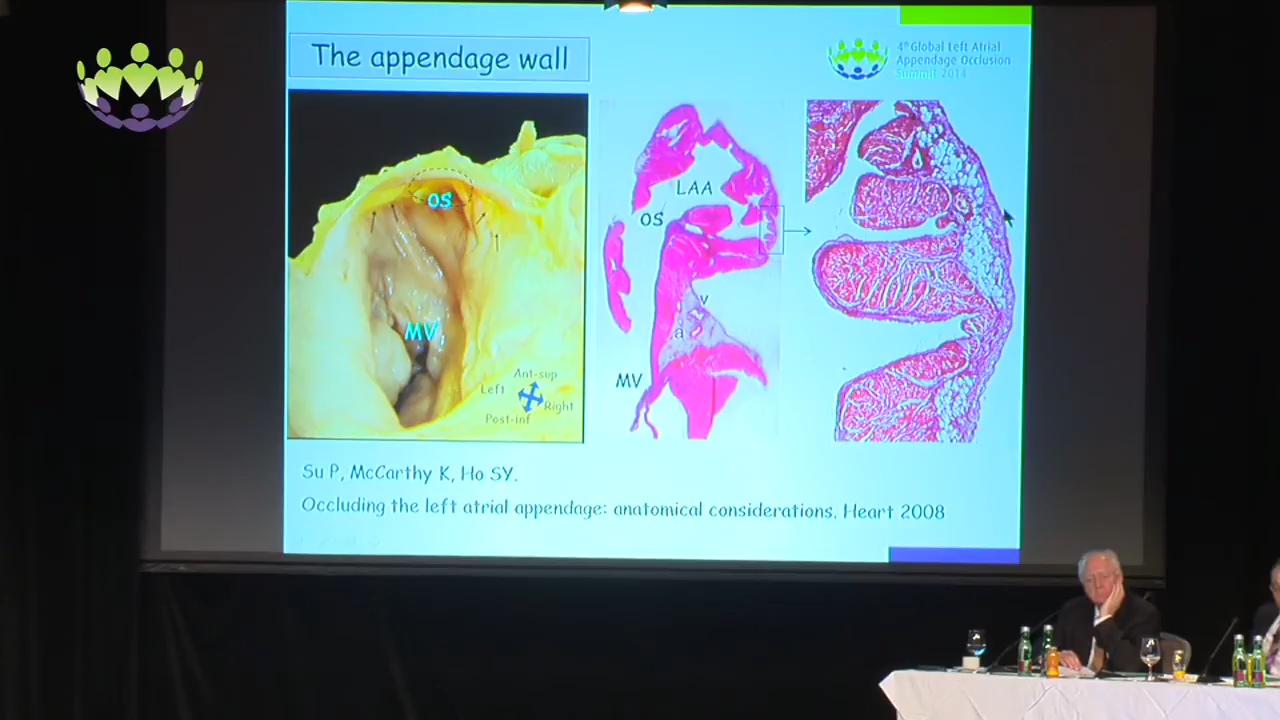 The appendage wall
4th Global Left Atrial
Appendage Occlusion
Summit 2014
OS
MV
Ant-sup
Left
Right
Post-inf
LAA
OS
v
a
MV
Su P, McCarthy K, Ho SY.
Occluding the left atrial appendage: anatomical considerations. Heart 2008